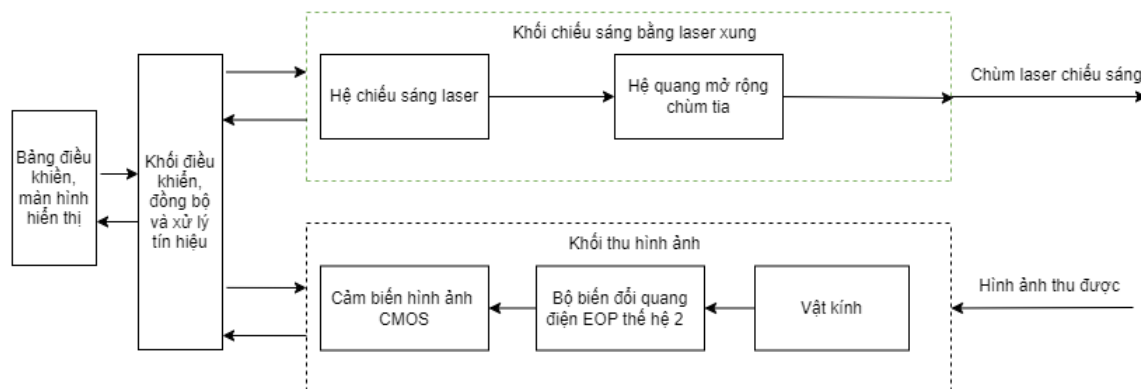 Khối chiếu sáng bằng laser xung
Hệ chiếu sáng laser
Hệ quang mở rộng
chùm tia
Chùm laser chiếu sáng
Bảng điều
khiền,
màn hình
hiển thị
Khối điều
khiển,
đồng bộ
và xử lý
tín hiệu
Khối thu hình ảnh
Cảm biến hình ảnh
CMOS
Bộ biến đổi quang
điện EOP thế hệ 2
Vật kính
Hình ảnh thu được